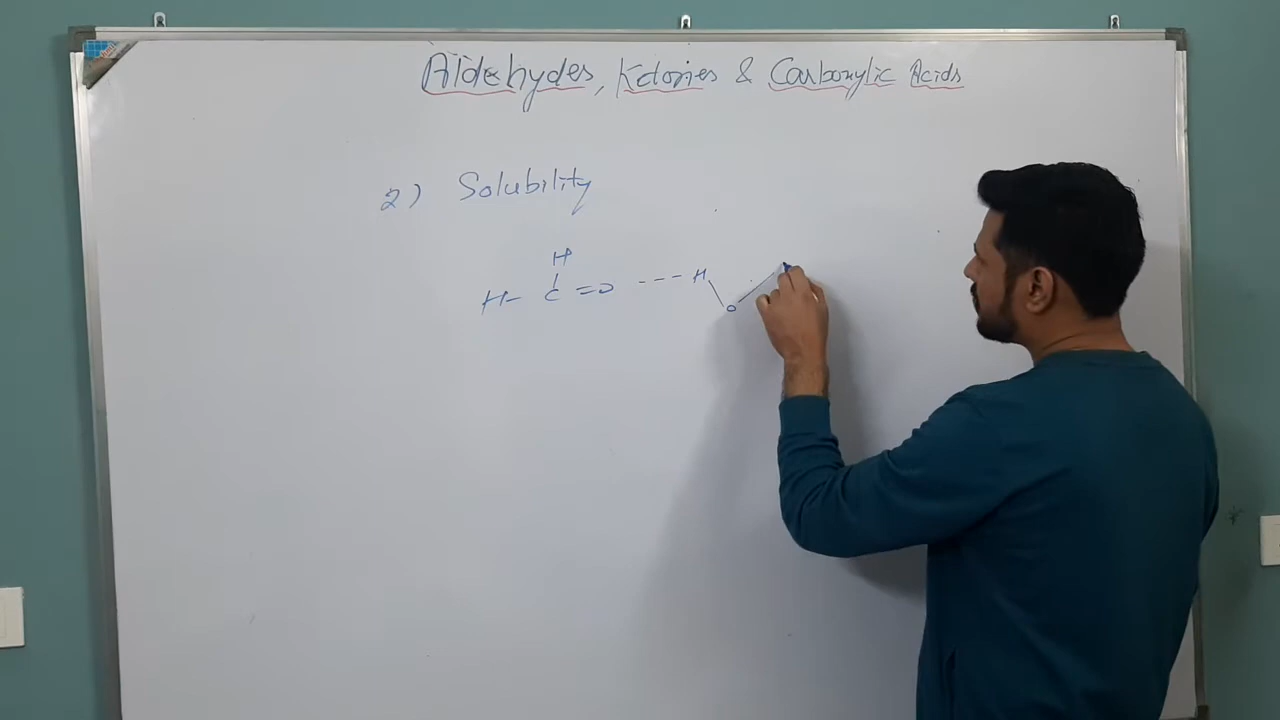 Aldehydes, Ketones & Carboxylic Acids
2) Solubility
H
H- C =O --- H
O